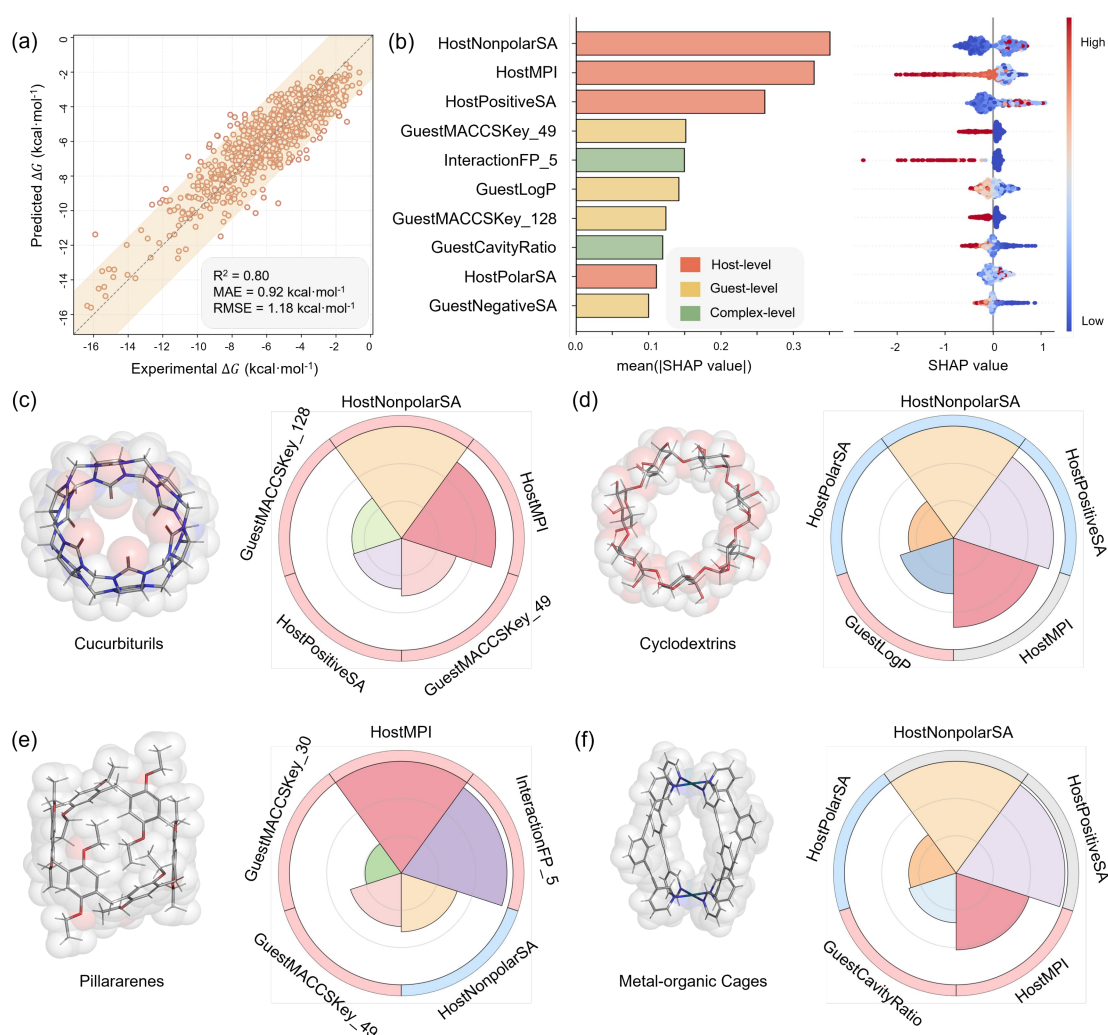 (a)
0
-2
-4
-6
-8
-10
-12
-14
-16
Predicted ΔG (kcal·mol⁻¹)
R² = 0.80
MAE = 0.92 kcal·mol⁻¹
RMSE = 1.18 kcal·mol⁻¹
-16 -14 -12 -10 -8 -6 -4 -2 0
Experimental ΔG (kcal·mol⁻¹)
(b)
HostNonpolarSA
HostMPI
HostPositiveSA
GuestMACCSKey_49
InteractionFP_5
GuestLogP
GuestMACCSKey_128
GuestCavityRatio
HostPolarSA
GuestNegativeSA
Host-level
Guest-level
Complex-level
0.0 0.1 0.2 0.3
mean(|SHAP value|)
-2 -1 0 1
SHAP value
High
Low
(c)
Cucurbiturils
HostNonpolarSA
HostMPI
GuestMACCSKey_49
HostPositiveSA
GuestMACCSKey_128
(d)
Cyclodextrins
HostNonpolarSA
HostPositiveSA
HostMPI
GuestLogP
HostPolarSA
(e)
Pillararenes
HostMPI
InteractionFP_5
HostNonpolarSA
GuestMACCSKey_49
GuestMACCSKey_30
(f)
Metal-organic Cages
HostNonpolarSA
HostPositiveSA
HostMPI
GuestCavityRatio
HostPolarSA